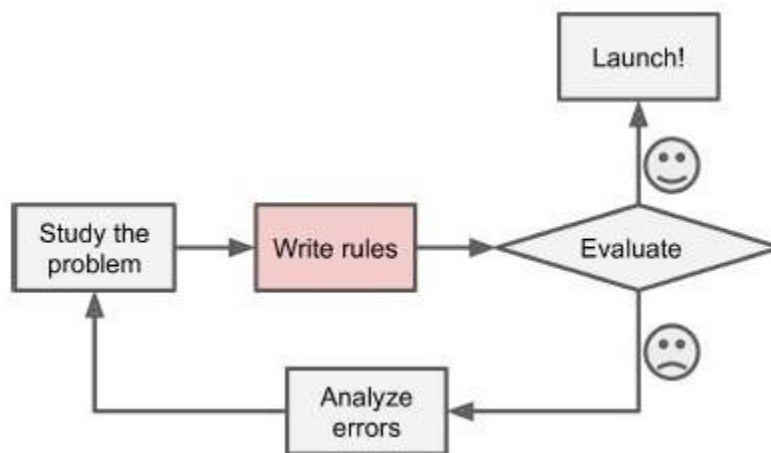 Launch!
Study the
problem
Write rules
Evaluate
Analyze
errors